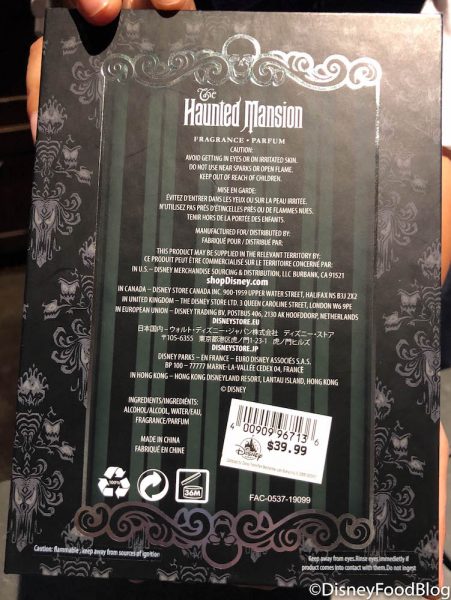 The
Haunted Mansion
FRAGRANCE • PARFUM
CAUTION:
AVOID GETTING IN EYES OR ON IRRITATED SKIN.
DO NOT USE NEAR SPARKS OR OPEN FLAME.
KEEP OUT OF REACH OF CHILDREN.
MISE EN GARDE:
ÉVITEZ D'ENTRER DANS LES YEUX OU SUR LA PEAU IRRITÉE.
N'UTILISEZ PAS PRÈS D'ÉTINCELLES PRÈS OU DE FLAMMES NUES.
TENIR HORS DE LA PORTÉE DES ENFANTS.
MANUFACTURED FOR/DISTRIBUTED BY:
FABRIQUÉ POUR / DISTRIBUÉ PAR:
THIS PRODUCT MAY BE SUPPLIED IN THE RELEVANT TERRITORY BY:
CE PRODUIT PEUT ÊTRE COMMERCIALISÉ SUR LE TERRITOIRE CONCERNÉ PAR:
IN U.S. – DISNEY MERCHANDISE SOURCING & DISTRIBUTION, LLC BURBANK, CA 91521
shopDisney.com
IN CANADA – DISNEY STORE CANADA INC. 900-1959 UPPER WATER STREET, HALIFAX NS B3J 2X2
IN UNITED KINGDOM – THE DISNEY STORE LTD. 3 QUEEN CAROLINE STREET, LONDON W6 9PE
IN EUROPEAN UNION – DISNEY TRADING BV, POSTBUS 406, 2130 AK HOOFDDORP, NETHERLANDS
DISNEYSTORE.EU
日本国内 – ウォルト・ディズニー・ジャパン株式会社 ディズニー・ストア
〒105-6355 東京都港区虎ノ門1-23-1 虎ノ門ヒルズ
DISNEYSTORE.JP
DISNEY PARKS – EN FRANCE – EURO DISNEY ASSOCIÉS S.A.S.
BP 100 – 77777 MARNE-LA-VALLÉE CEDEX 04, FRANCE
IN HONG KONG – HONG KONG DISNEYLAND RESORT, LANTAU ISLAND, HONG KONG
© DISNEY
INGREDIENTS/INGRÉDIENTS:
ALCOHOL/ALCOOL, WATER/EAU,
FRAGRANCE/PARFUM
MADE IN CHINA
FABRIQUÉ EN CHINE
4 00909 96713 6
$39.99
Disney
100%
36M
FAC-0537-19099
Caution: flammable, keep away from sources of ignition
Keep away from eyes.Rinse eyes immediately if
product comes into contact with them.Do not ingest
©DisneyFoodBlog